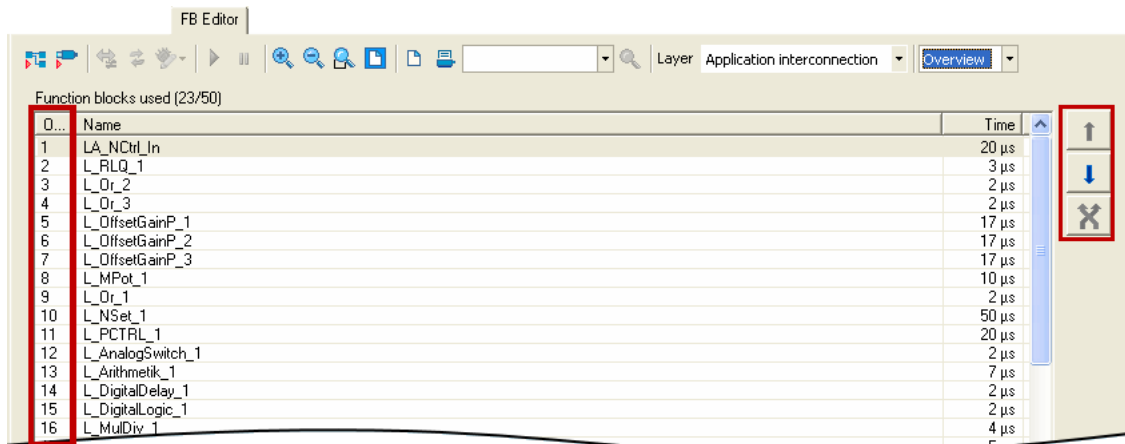 FB Editor
Layer Application interconnection Overview
Function blocks used (23/50)
O... Name Time
1 LA_NCtrl_In 20 µs
2 L_RLQ_1 3 µs
3 L_Or_2 2 µs
4 L_Or_3 2 µs
5 L_OffsetGainP_1 17 µs
6 L_OffsetGainP_2 17 µs
7 L_OffsetGainP_3 17 µs
8 L_MPot_1 10 µs
9 L_Or_1 2 µs
10 L_NSet_1 50 µs
11 L_PCTRL_1 20 µs
12 L_AnalogSwitch_1 2 µs
13 L_Arithmetik_1 7 µs
14 L_DigitalDelay_1 2 µs
15 L_DigitalLogic_1 2 µs
16 L_MulDiv_1 4 µs